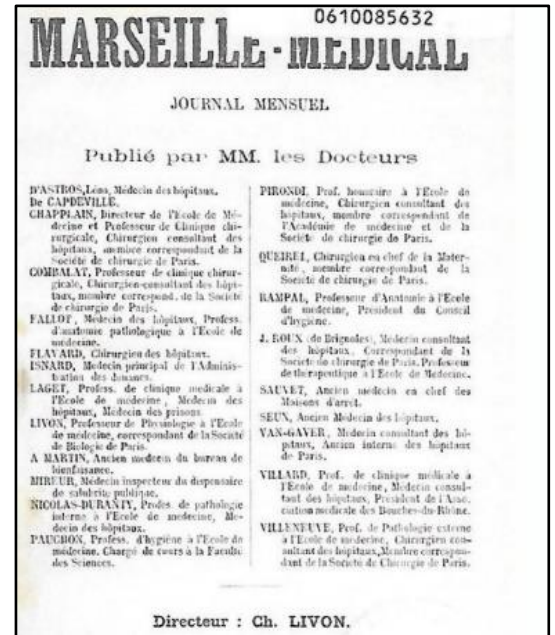 0610085632
MARSEILLE-MEDICAL
JOURNAL MENSUEL
Publié par MM. les Docteurs
D'ASTROS, Léon, Médecin des hôpitaux.
De CAPDEVILLE.
CHAPPLAIN, Directeur de l'Ecole de Mé-
decine et Professeur de Clinique chi-
rurgicale, Chirurgien consultant des
hôpitaux, membre correspondant de la
Société de chirurgie de Paris.
COMBALAT, Professeur de clinique chirur-
gicale, Chirurgien-consultant des hôpi-
taux, membre correspond. de la Société
de chirurgie de Paris.
FALLOT, Médecin des hôpitaux, Profess.
d'anatomie pathologique à l'Ecole de
médecine.
FLAVARD, Chirurgien des hôpitaux.
ISNARD, Médecin principal de l'Adminis-
tration des douanes.
LAGET, Profess. de clinique médicale à
l'Ecole de médecine, Médecin des
hôpitaux, Médecin des prisons
LIVON, Professeur de Physiologie à l'Ecole
de médecine, correspondant de la Société
de Biologie de Paris.
A MARTIN, Ancien médecin du bureau de
bienfaisance.
MIREUR, Médecin inspecteur du dispensaire
de salubrité publique.
NICOLAS-DURANTY, Profes. de pathologie
interne à l'Ecole de médecine, Mé-
decin des hôpitaux.
PAUCHON, Profess. d'hygiène à l'Ecole de
médecine. Chargé de cours à la Faculté
des Sciences.
PIRONDI, Prof. honoraire à l'Ecole de
médecine, Chirurgien consultant des
hôpitaux, membre correspondant de
l'Académie de médecine et de la
Société de chirurgie de Paris.
QUEIREL, Chirurgien en chef de la Mater-
nité, membre correspondant de la
Société de chirurgie de Paris.
RAMPAL, Professeur d'Anatomie à l'Ecole
de médecine, Président du Conseil
d'hygiène.
J. ROUX (de Brignoles), Médecin consultant
des hôpitaux, Correspondant de la
Société de chirurgie de Paris. Professeur
de thérapeutique à l'Ecole de Médecine.
SAUVET, Ancien médecin en chef des
Maisons d'arrêt.
SEUX, Ancien Médecin des hôpitaux.
VAN-GAVER, Médecin consultant des hô-
pitaux, Ancien interne des hôpitaux
de Paris.
VILLARD, Prof. de clinique médicale à
l'Ecole de médecine, Médecin consul-
tant des hôpitaux, Président de l'Asso-
ciation médicale des Bouches-du-Rhône.
VILLENEUVE, Prof. de Pathologie externe
à l'Ecole de médecine, Chirurgien con-
sultant des hôpitaux, Membre correspon-
dant de la Société de Chirurgie de Paris.
Directeur : Ch. LIVON.